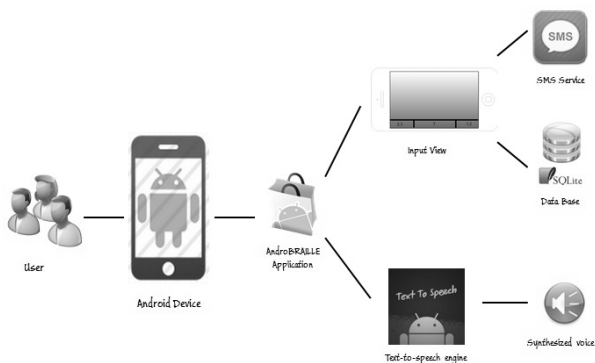 SMS
SMS Service
Input View
SQLite
Data Base
AndroBRAILLE
Application
User
Android Device
Text To Speech
Text-to-speech engine
Synthesized voice